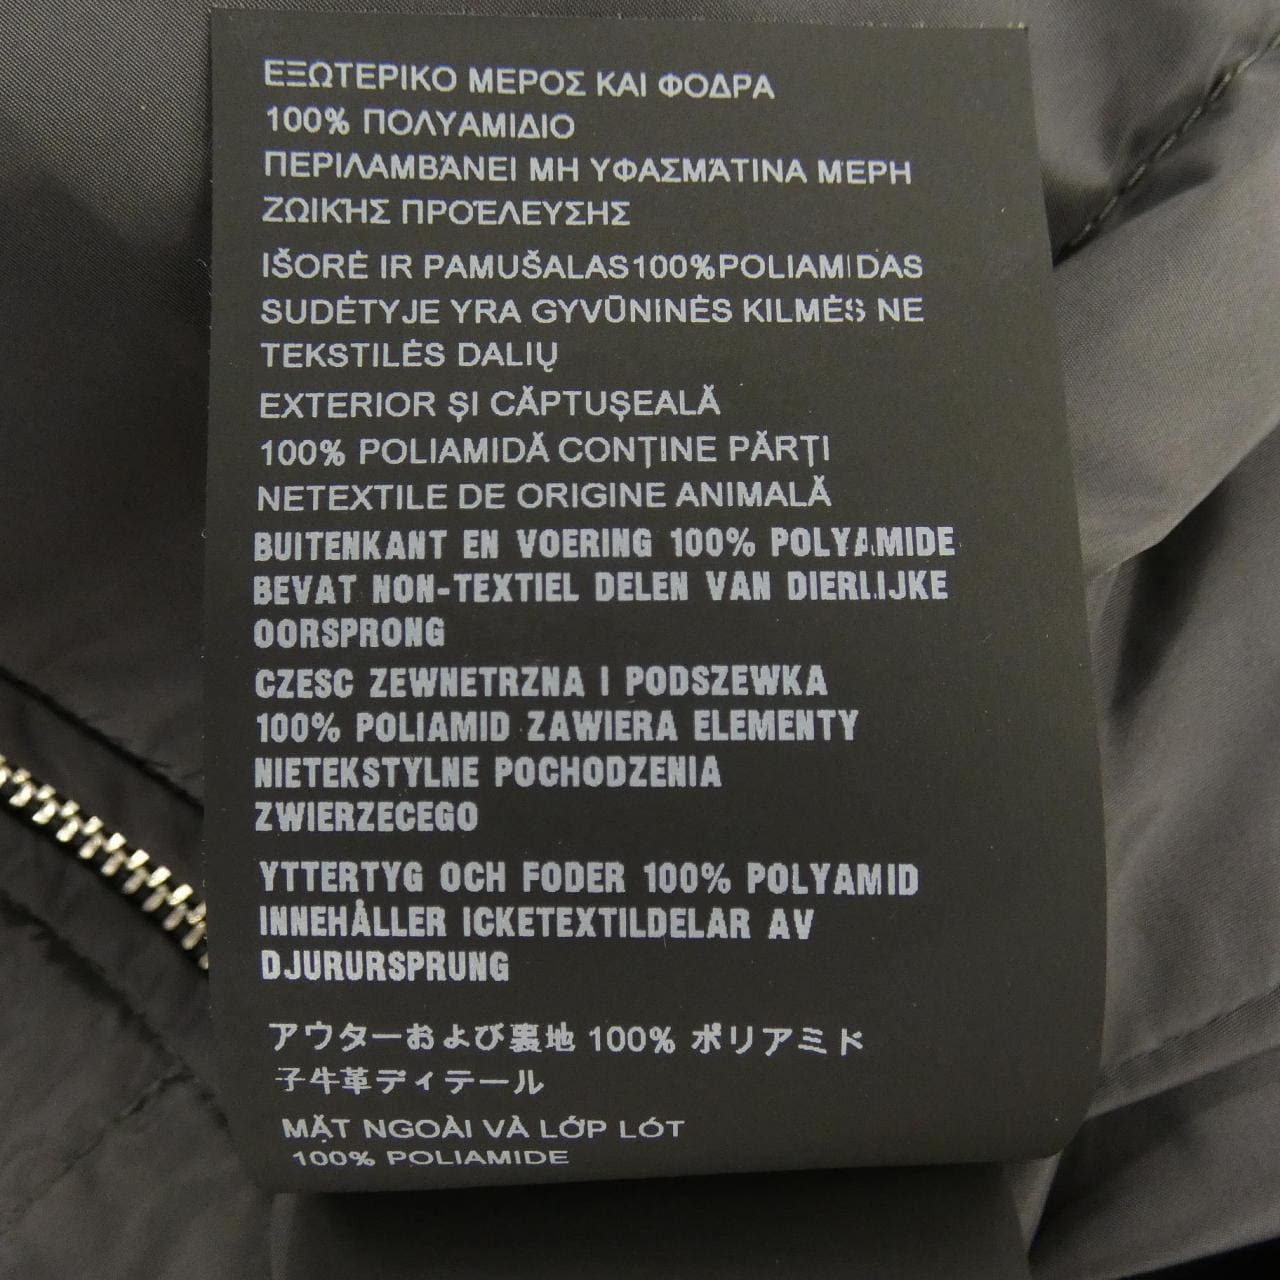 ΕΞΩΤΕΡΙΚΟ ΜΕΡΟΣ ΚΑΙ ΦΟΔΡΑ
100% ΠΟΛΥΑΜΙΔΙΟ
ΠΕΡΙΛΑΜΒΆΝΕΙ ΜΗ ΥΦΑΣΜΆΤΙΝΑ ΜΈΡΗ
ΖΩΙΚΉΣ ΠΡΟΈΛΕΥΣΗΣ
IŠORĖ IR PAMUŠALAS100%POLIAMIDAS
SUDĖTYJE YRA GYVŪNINĖS KILMĖS NE
TEKSTILĖS DALIŲ
EXTERIOR ŞI CĂPTUŞEALĂ
100% POLIAMIDĂ CONŢINE PĂRŢI
NETEXTILE DE ORIGINE ANIMALĂ
BUITENKANT EN VOERING 100% POLYAMIDE
BEVAT NON-TEXTIEL DELEN VAN DIERLIJKE
OORSPRONG
CZESC ZEWNETRZNA I PODSZEWKA
100% POLIAMID ZAWIERA ELEMENTY
NIETEKSTYLNE POCHODZENIA
ZWIERZECEGO
YTTERTYG OCH FODER 100% POLYAMID
INNEHÅLLER ICKETEXTILDELAR AV
DJURURSPRUNG
アウターおよび裏地 100% ポリアミド
子牛革ディテール
MẶT NGOÀI VÀ LỚP LÓT
100% POLIAMIDE